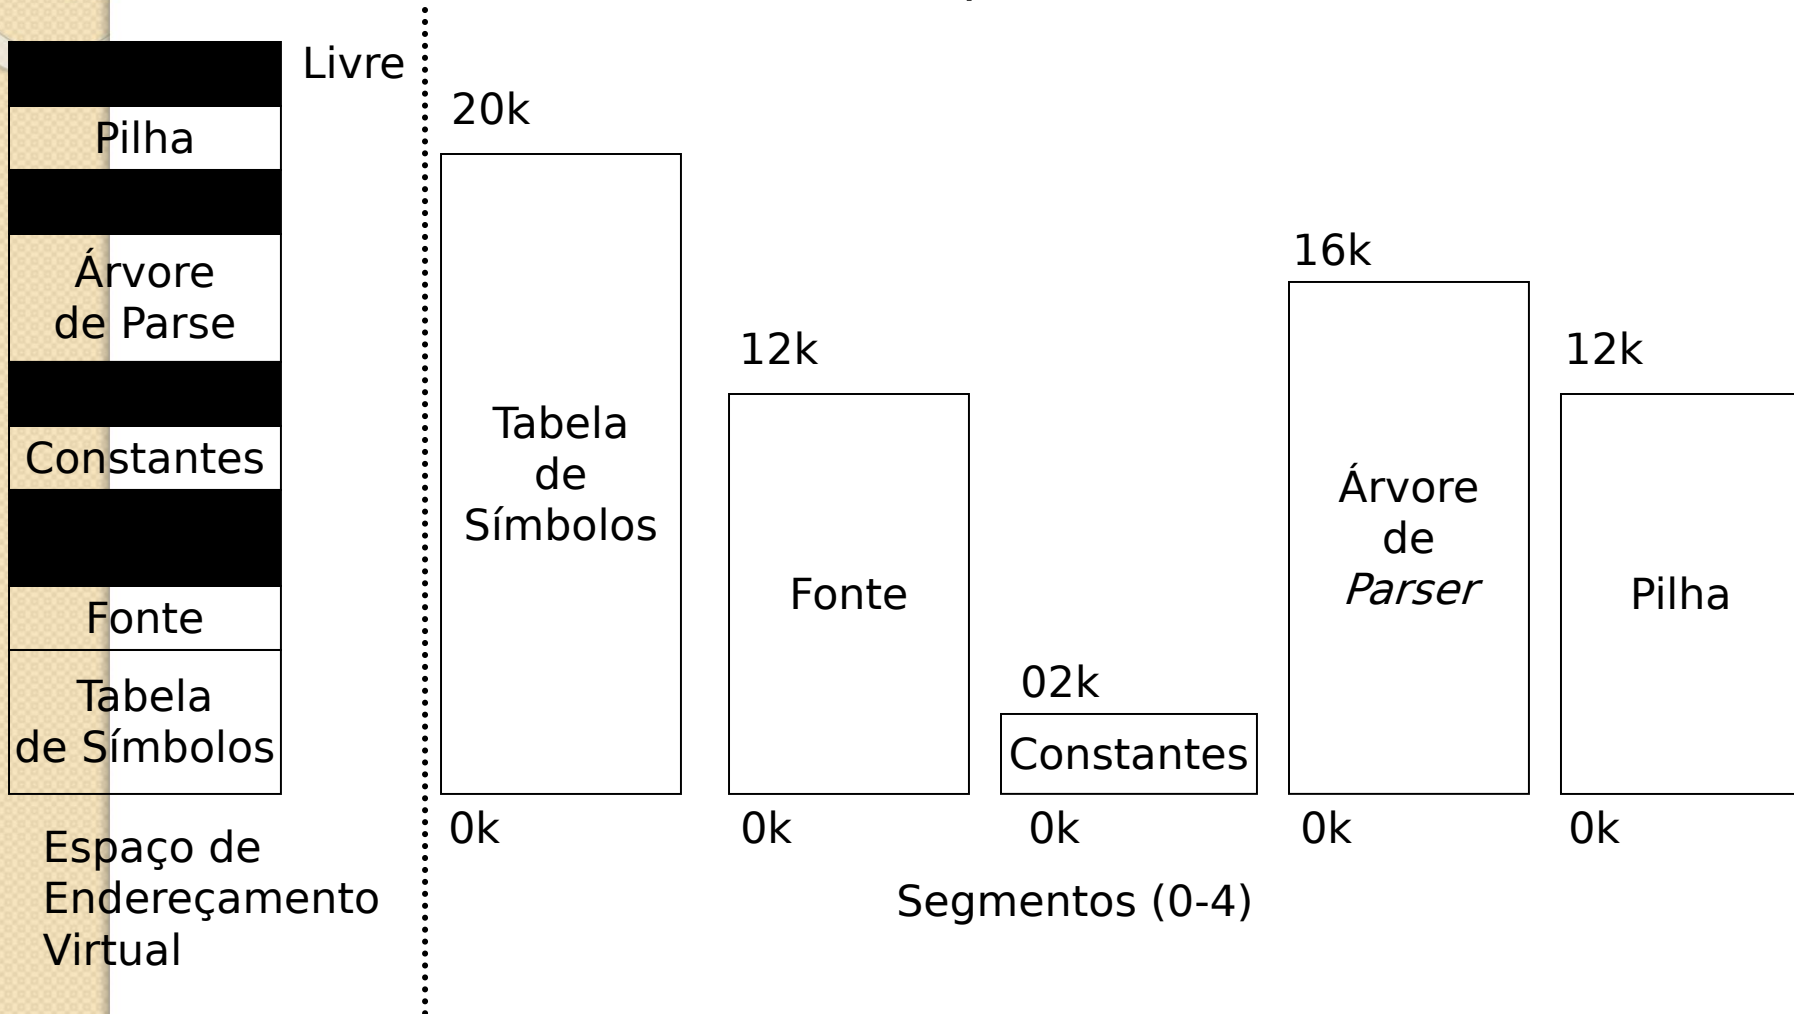 Livre
Pilha
Árvore
de Parse
Constantes
Fonte
Tabela
de Símbolos
Espaço de
Endereçamento
Virtual
20k
Tabela
de
Símbolos
0k
12k
Fonte
0k
02k
Constantes
0k
16k
Árvore
de
Parser
0k
12k
Pilha
0k
Segmentos (0-4)